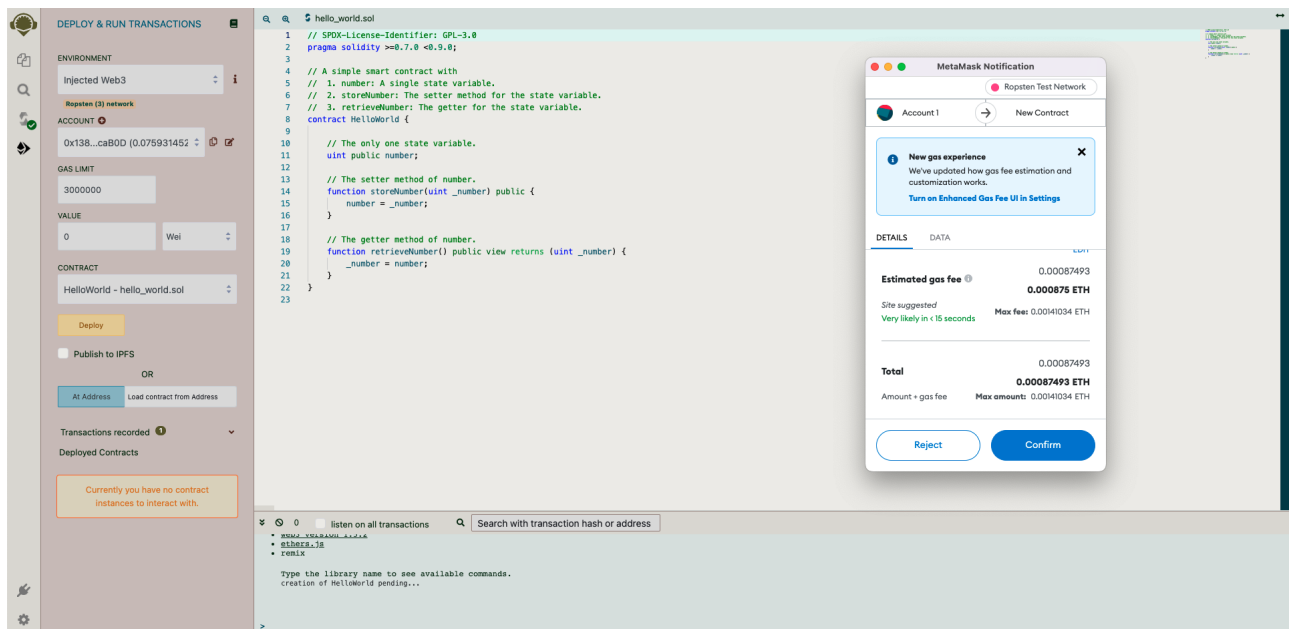 DEPLOY & RUN TRANSACTIONS
ENVIRONMENT
Injected Web3
i
Ropsten (3) network
ACCOUNT
0x138...caB0D (0.075931452
GAS LIMIT
3000000
VALUE
0
Wei
CONTRACT
HelloWorld - hello_world.sol
Deploy
Publish to IPFS
OR
At Address
Load contract from Address
Transactions recorded 1
Deployed Contracts
Currently you have no contract
instances to interact with.
hello_world.sol
1 // SPDX-License-Identifier: GPL-3.0
2 pragma solidity >=0.7.0 <0.9.0;
3
4 // A simple smart contract with
5 //  1. number: A single state variable.
6 //  2. storeNumber: The setter method for the state variable.
7 //  3. retrieveNumber: The getter for the state variable.
8 contract HelloWorld {
9
10     // The only one state variable.
11     uint public number;
12
13     // The setter method of number.
14     function storeNumber(uint _number) public {
15         number = _number;
16     }
17
18     // The getter method of number.
19     function retrieveNumber() public view returns (uint _number) {
20         _number = number;
21     }
22 }
23
MetaMask Notification
Ropsten Test Network
Account 1
New Contract
New gas experience
We've updated how gas fee estimation and
customization works.
Turn on Enhanced Gas Fee UI in Settings
DETAILS
DATA
EDIT
0.00087493
Estimated gas fee
0.000875 ETH
Site suggested
Very likely in < 15 seconds
Max fee: 0.00141034 ETH
0.00087493
Total
0.00087493 ETH
Amount + gas fee
Max amount: 0.00141034 ETH
Reject
Confirm
0
listen on all transactions
Search with transaction hash or address
web3 version 1.5.2
ethers.js
remix
Type the library name to see available commands.
creation of HelloWorld pending...
>